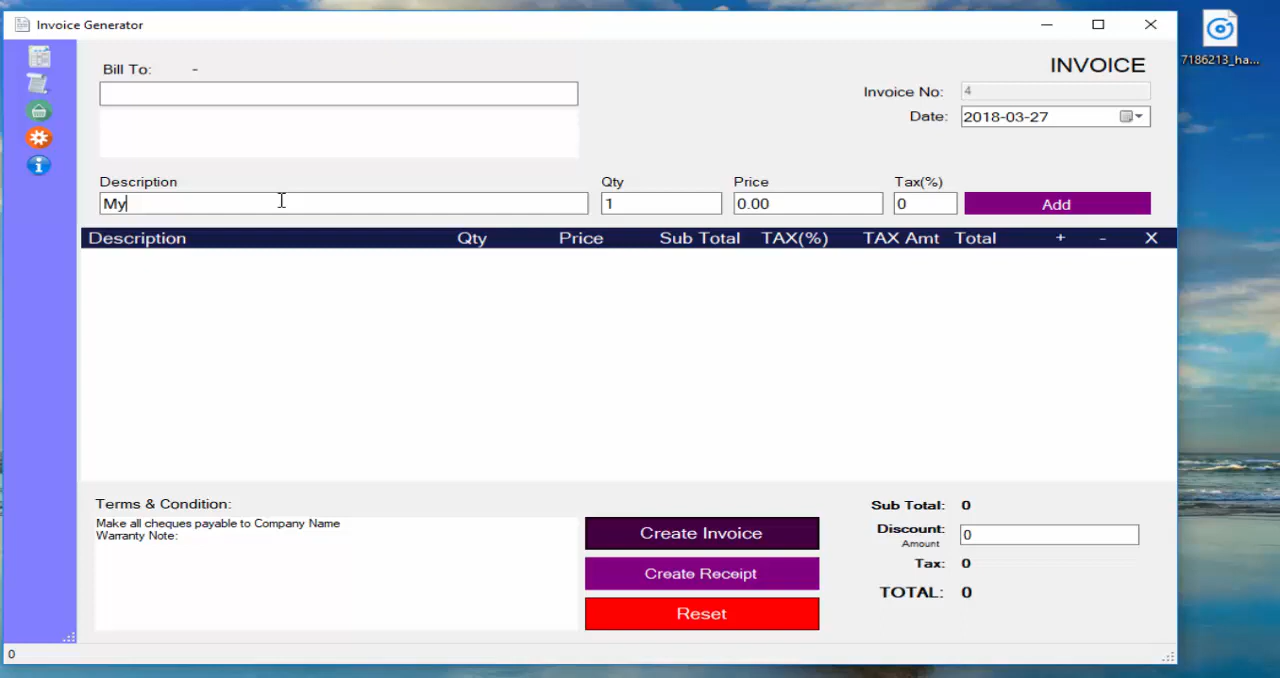 Invoice Generator
7186213_ha...
Bill To: -
INVOICE
Invoice No: 4
Date: 2018-03-27
Description Qty Price Tax(%)
My 1 0.00 0 Add
Description Qty Price Sub Total TAX(%) TAX Amt Total + - X
Terms & Condition:
Make all cheques payable to Company Name
Warranty Note:
Create Invoice
Create Receipt
Reset
Sub Total: 0
Discount: 0
Amount
Tax: 0
TOTAL: 0
0